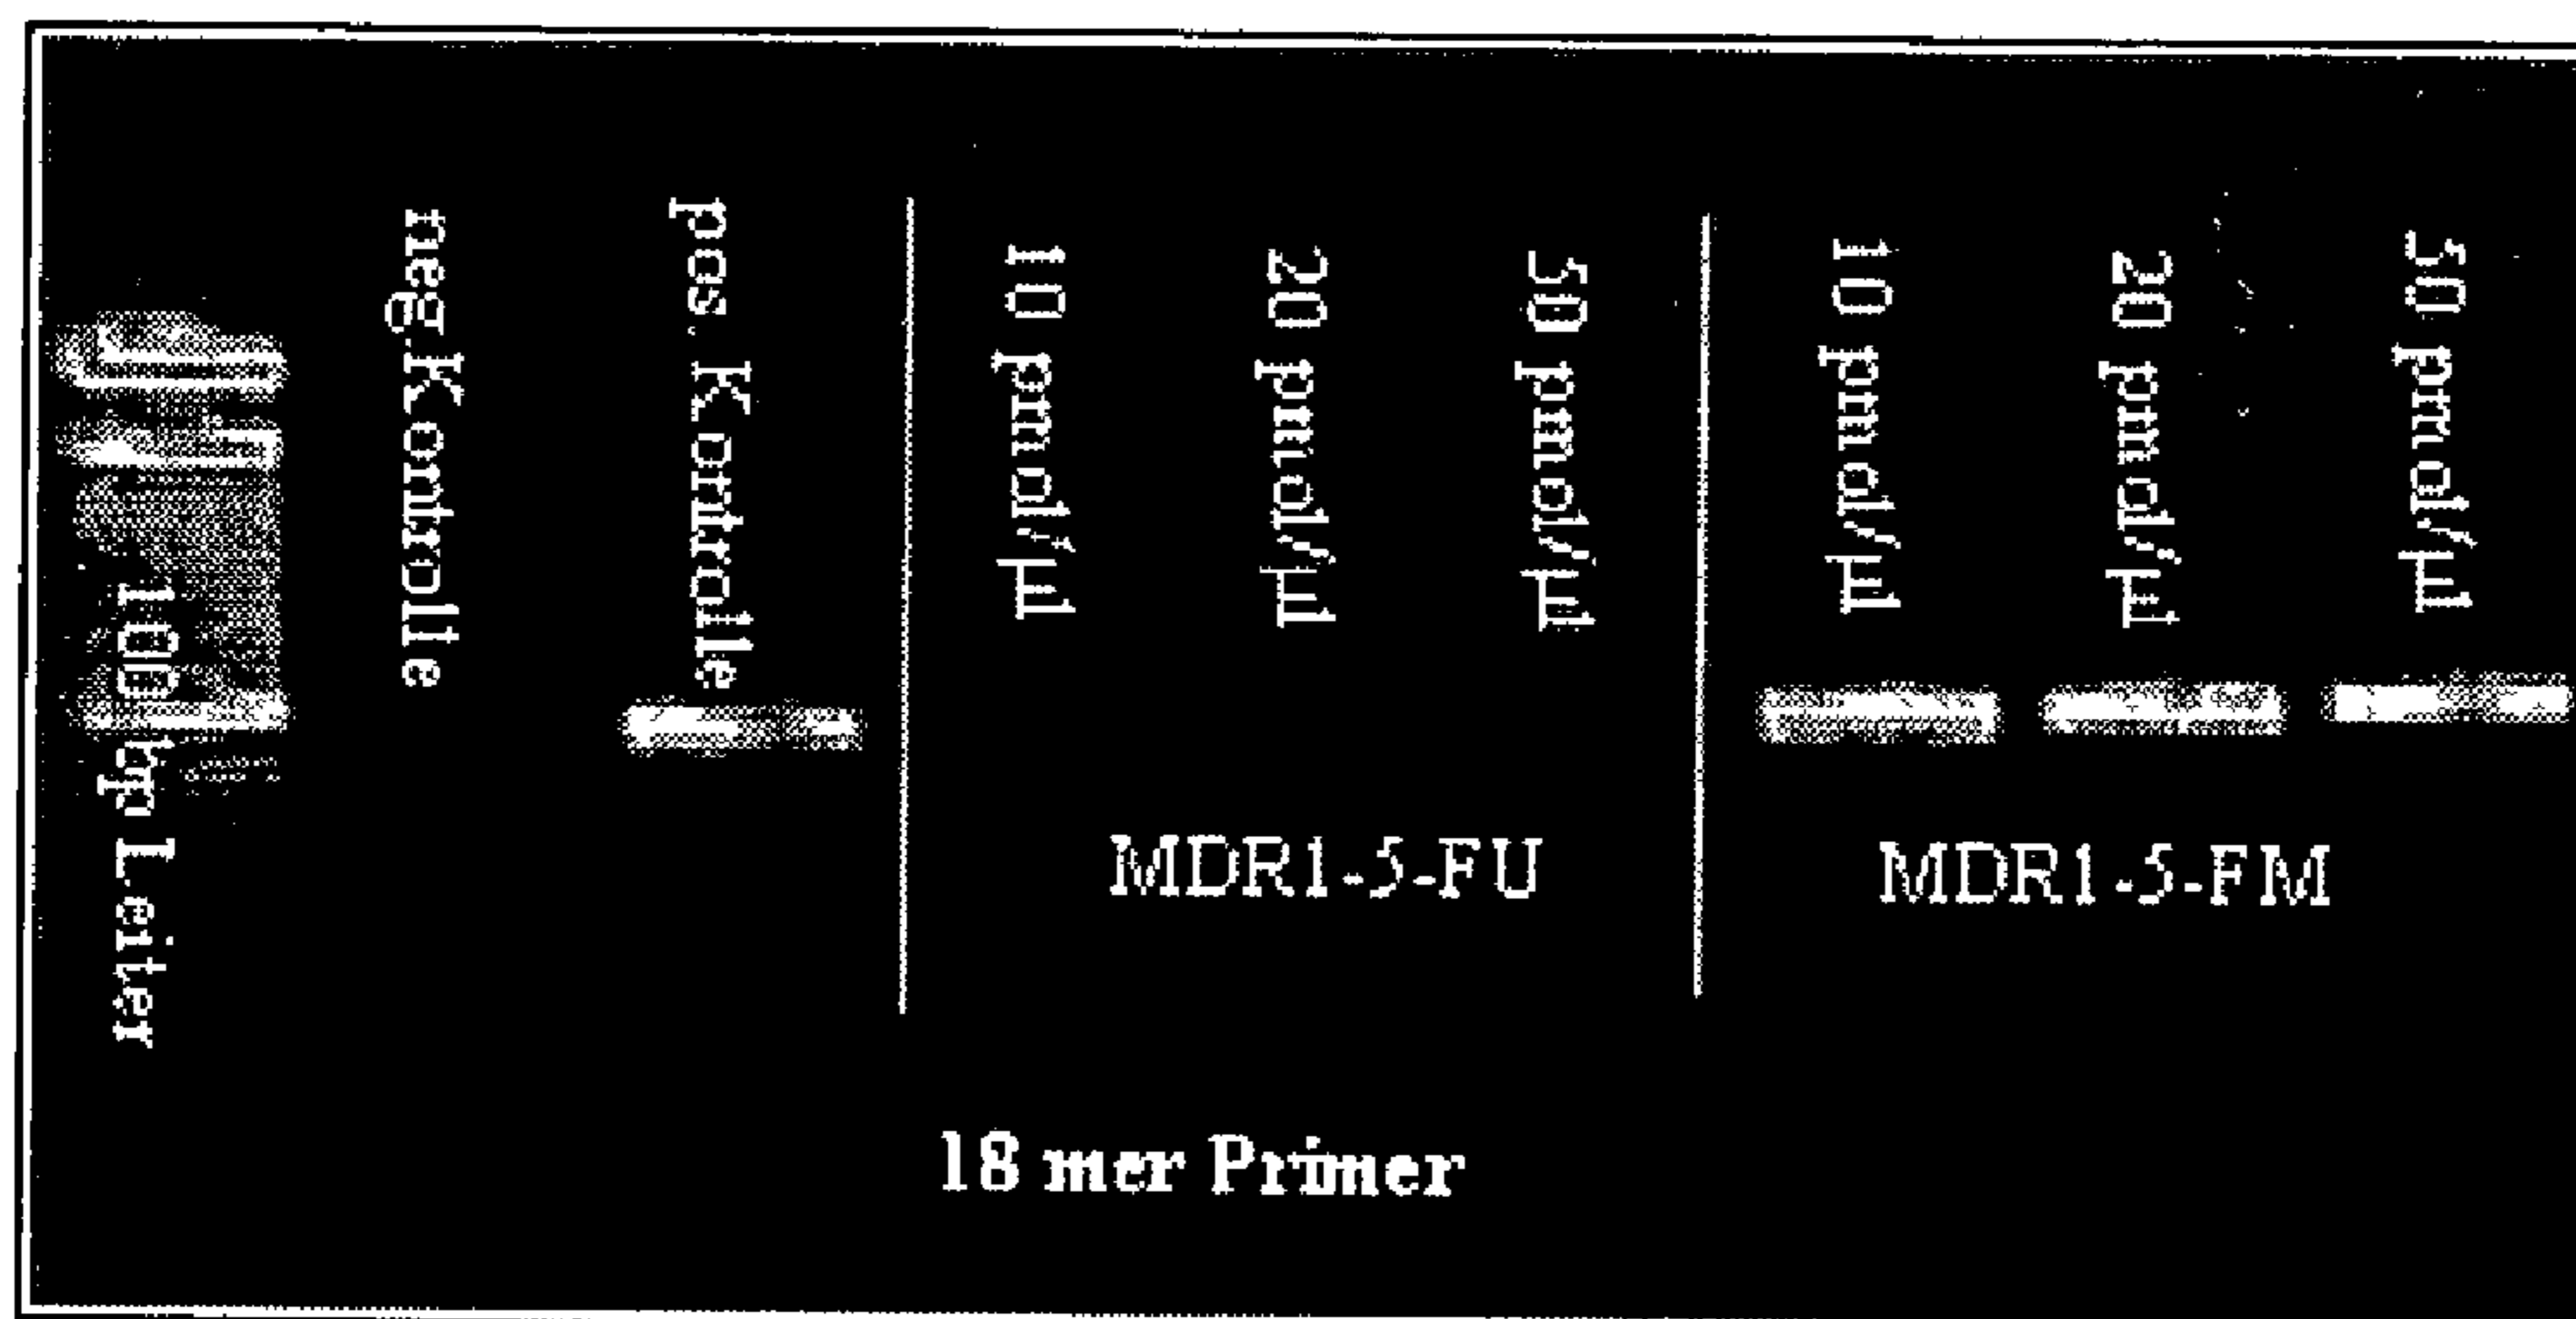 100 bp Leiter
neg.Kontrolle
pos. Kontrolle
10 pmol/µl
20 pmol/µl
50 pmol/µl
10 pmol/µl
20 pmol/µl
50 pmol/µl
MDR1-5-FU
MDR1-5-FM
18 mer Primer